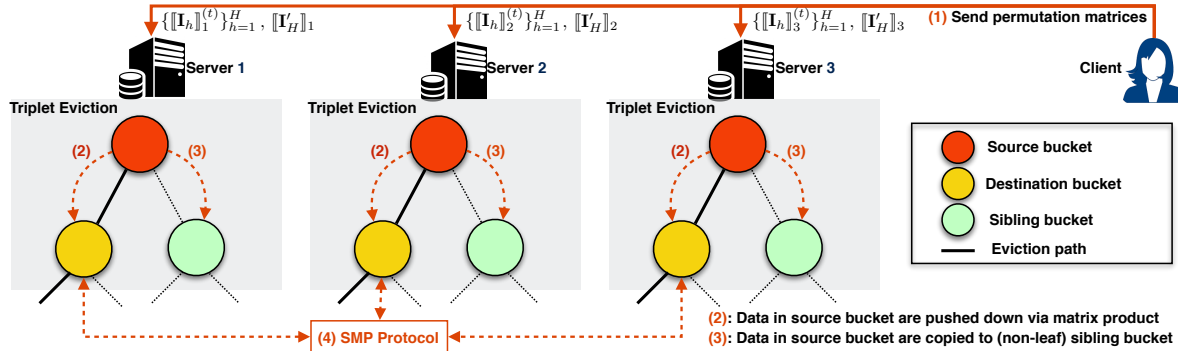 {⟦I_h⟧_1^{(t)}}_{h=1}^H, ⟦I'_H⟧_1
{⟦I_h⟧_2^{(t)}}_{h=1}^H, ⟦I'_H⟧_2
{⟦I_h⟧_3^{(t)}}_{h=1}^H, ⟦I'_H⟧_3
(1) Send permutation matrices
Server 1
Server 2
Server 3
Client
Triplet Eviction
Triplet Eviction
Triplet Eviction
(2)
(3)
(2)
(3)
(2)
(3)
Source bucket
Destination bucket
Sibling bucket
Eviction path
(4) SMP Protocol
(2): Data in source bucket are pushed down via matrix product
(3): Data in source bucket are copied to (non-leaf) sibling bucket